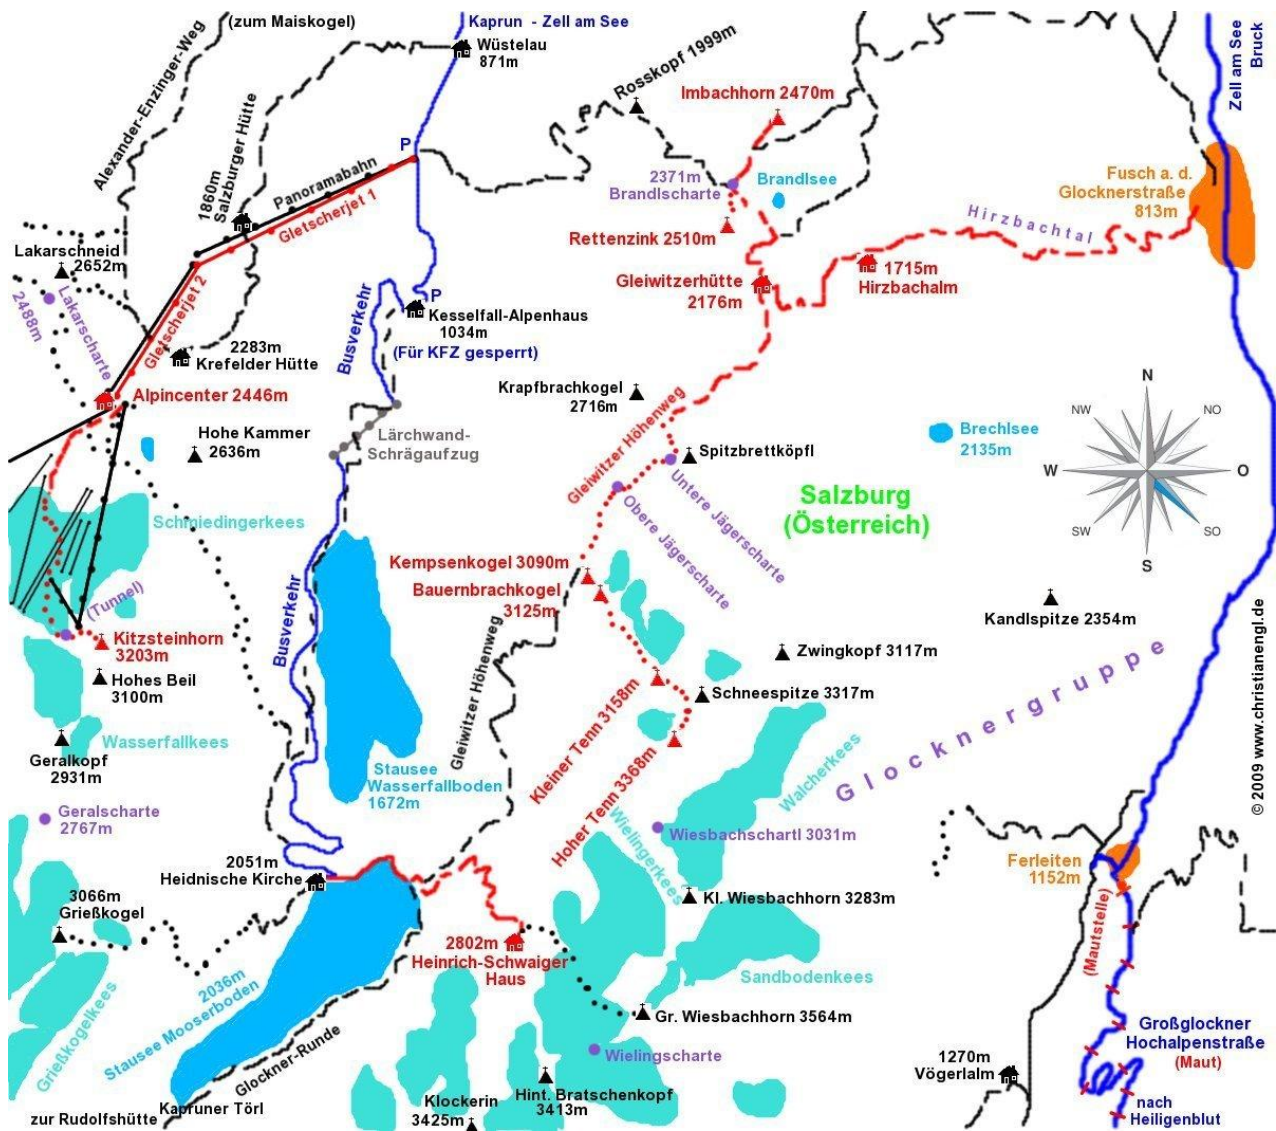 (zum Maiskogel)
Kaprun - Zell am See
Wüstelau
871m
Alexander-Enzinger-Weg
Rosskopf 1999m
Imbachhorn 2470m
Zell am See
Bruck
P
1860m
Salzburger Hütte
Panoramabahn
Gletscherjet 1
2371m
Brandlscharte
Brandlsee
Fusch a. d.
Glocknerstraße
813m
Hirzbachtal
Rettenzink 2510m
Lakarschneid
2652m
Lakarscharte
2488m
Gletscherjet 2
Gleiwitzerhütte
2176m
1715m
Hirzbachalm
Busverkehr
P
Kesselfall-Alpenhaus
1034m
(Für KFZ gesperrt)
2283m
Krefelder Hütte
Alpincenter 2446m
Krapfbrachkogel
2716m
N
NW
NO
W
O
SW
SO
S
Hohe Kammer
2636m
Lärchwand-
Schrägaufzug
Gleiwitzer Höhenweg
Spitzbrettköpfl
Brechlsee
2135m
Untere Jägerscharte
Obere Jägerscharte
Salzburg
(Österreich)
Schmiedingerkees
Kempsenkogel 3090m
Bauernbrachkogel
3125m
(Tunnel)
Busverkehr
Kandlspitze 2354m
Kitzsteinhorn
3203m
Hohes Beil
3100m
Gleiwitzer Höhenweg
Zwingkopf 3117m
Schneespitze 3317m
Glocknergruppe
© 2009 www.christianengl.de
Wasserfallkees
Geralkopf
2931m
Kleiner Tenn 3158m
Hoher Tenn 3368m
Stausee
Wasserfallboden
1672m
Walcherkees
Geralscharte
2767m
Wielingerkees
Wiesbachschartl 3031m
2051m
Heidnische Kirche
Ferleiten
1152m
3066m
Grießkogel
Kl. Wiesbachhorn 3283m
(Mautstelle)
2802m
Heinrich-Schwaiger
Haus
Sandbodenkees
2036m
Stausee Mooserboden
Grießkogelkees
Gr. Wiesbachhorn 3564m
Großglockner
Hochalpenstraße
(Maut)
Glockner-Runde
Wielingscharte
1270m
Vögerlalm
Hint. Bratschenkopf
3413m
Klockerin
3425m
nach
Heiligenblut
Kapruner Törl
zur Rudolfshütte